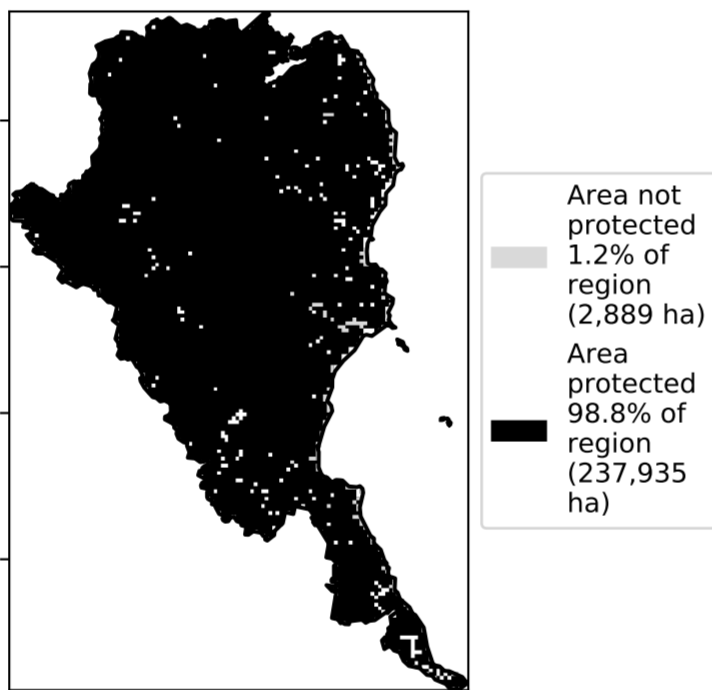 Area not
protected
1.2% of
region
(2,889 ha)
Area
protected
98.8% of
region
(237,935
ha)